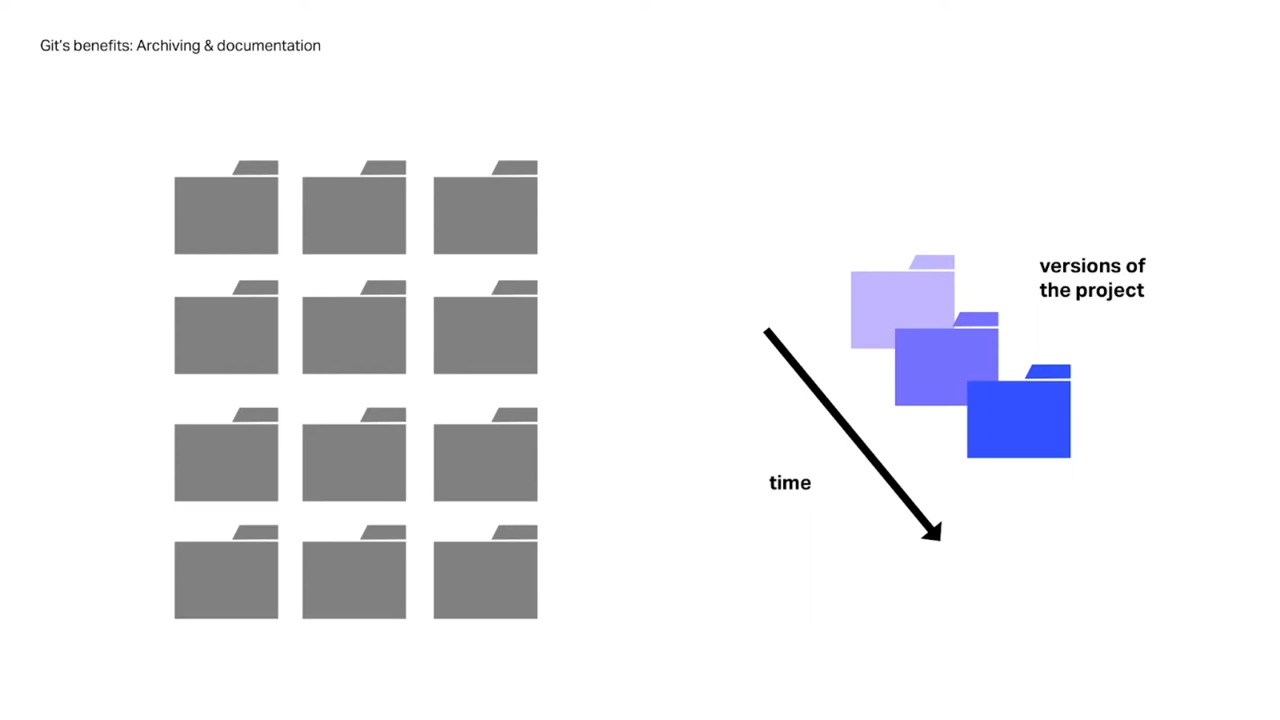 Git's benefits: Archiving & documentation
versions of
the project
time